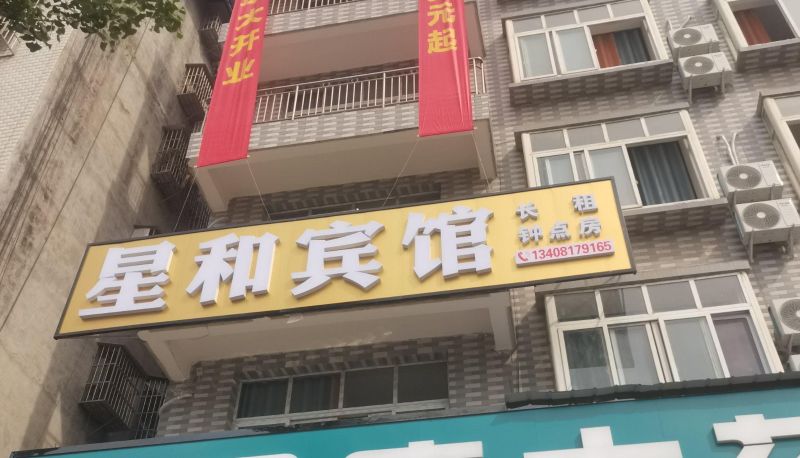 大开业
元起
星和宾馆
长租
钟点房
13408179165